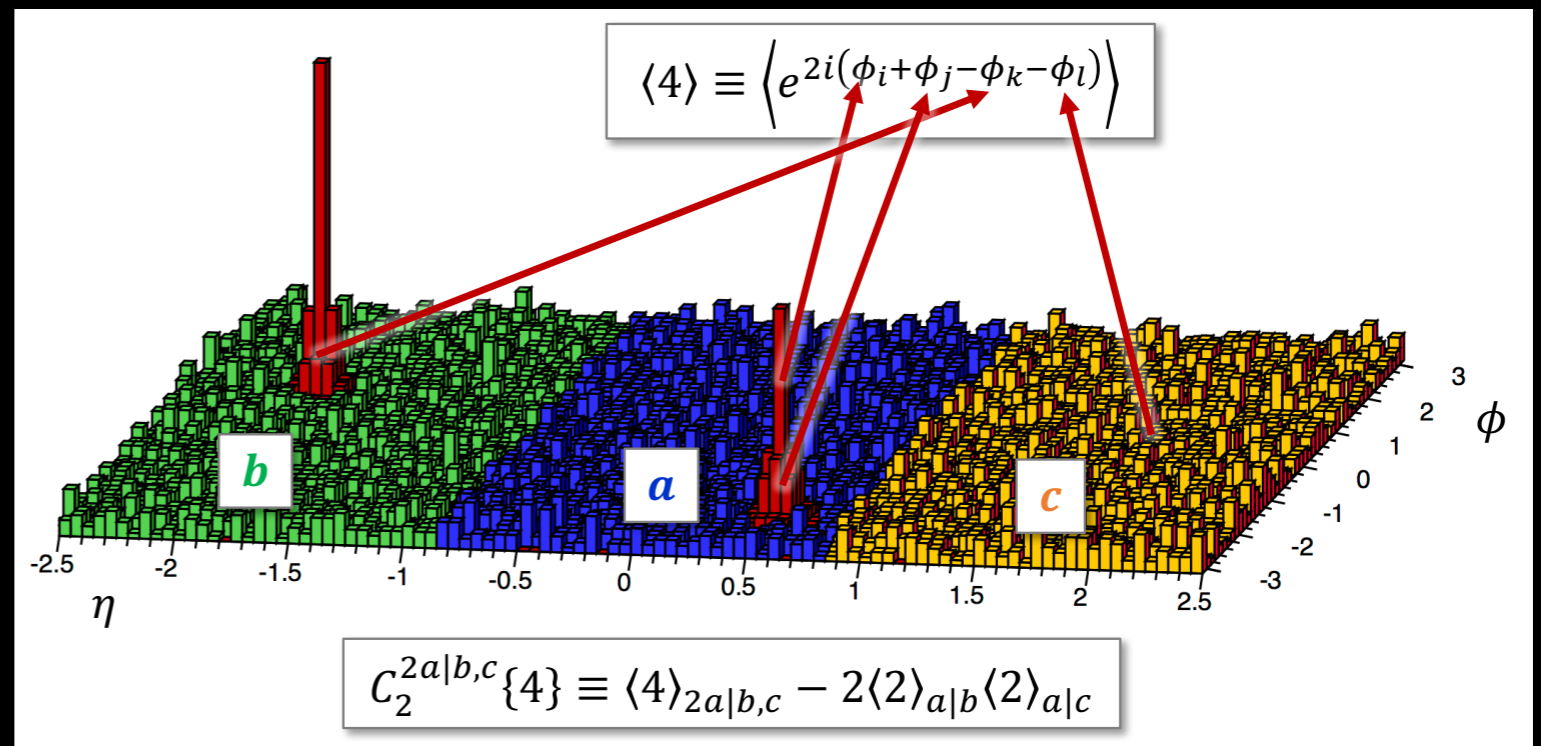 ⟨4⟩ ≡ ⟨e^{2i(ϕ_i+ϕ_j−ϕ_k−ϕ_l)}⟩
b
a
c
3
2
1
0
-1
-2
-3
ϕ
-2.5 -2 -1.5 -1 -0.5 0 0.5 1 1.5 2 2.5
η
C_2^{2a|b,c}{4} ≡ ⟨4⟩_{2a|b,c} − 2⟨2⟩_{a|b}⟨2⟩_{a|c}